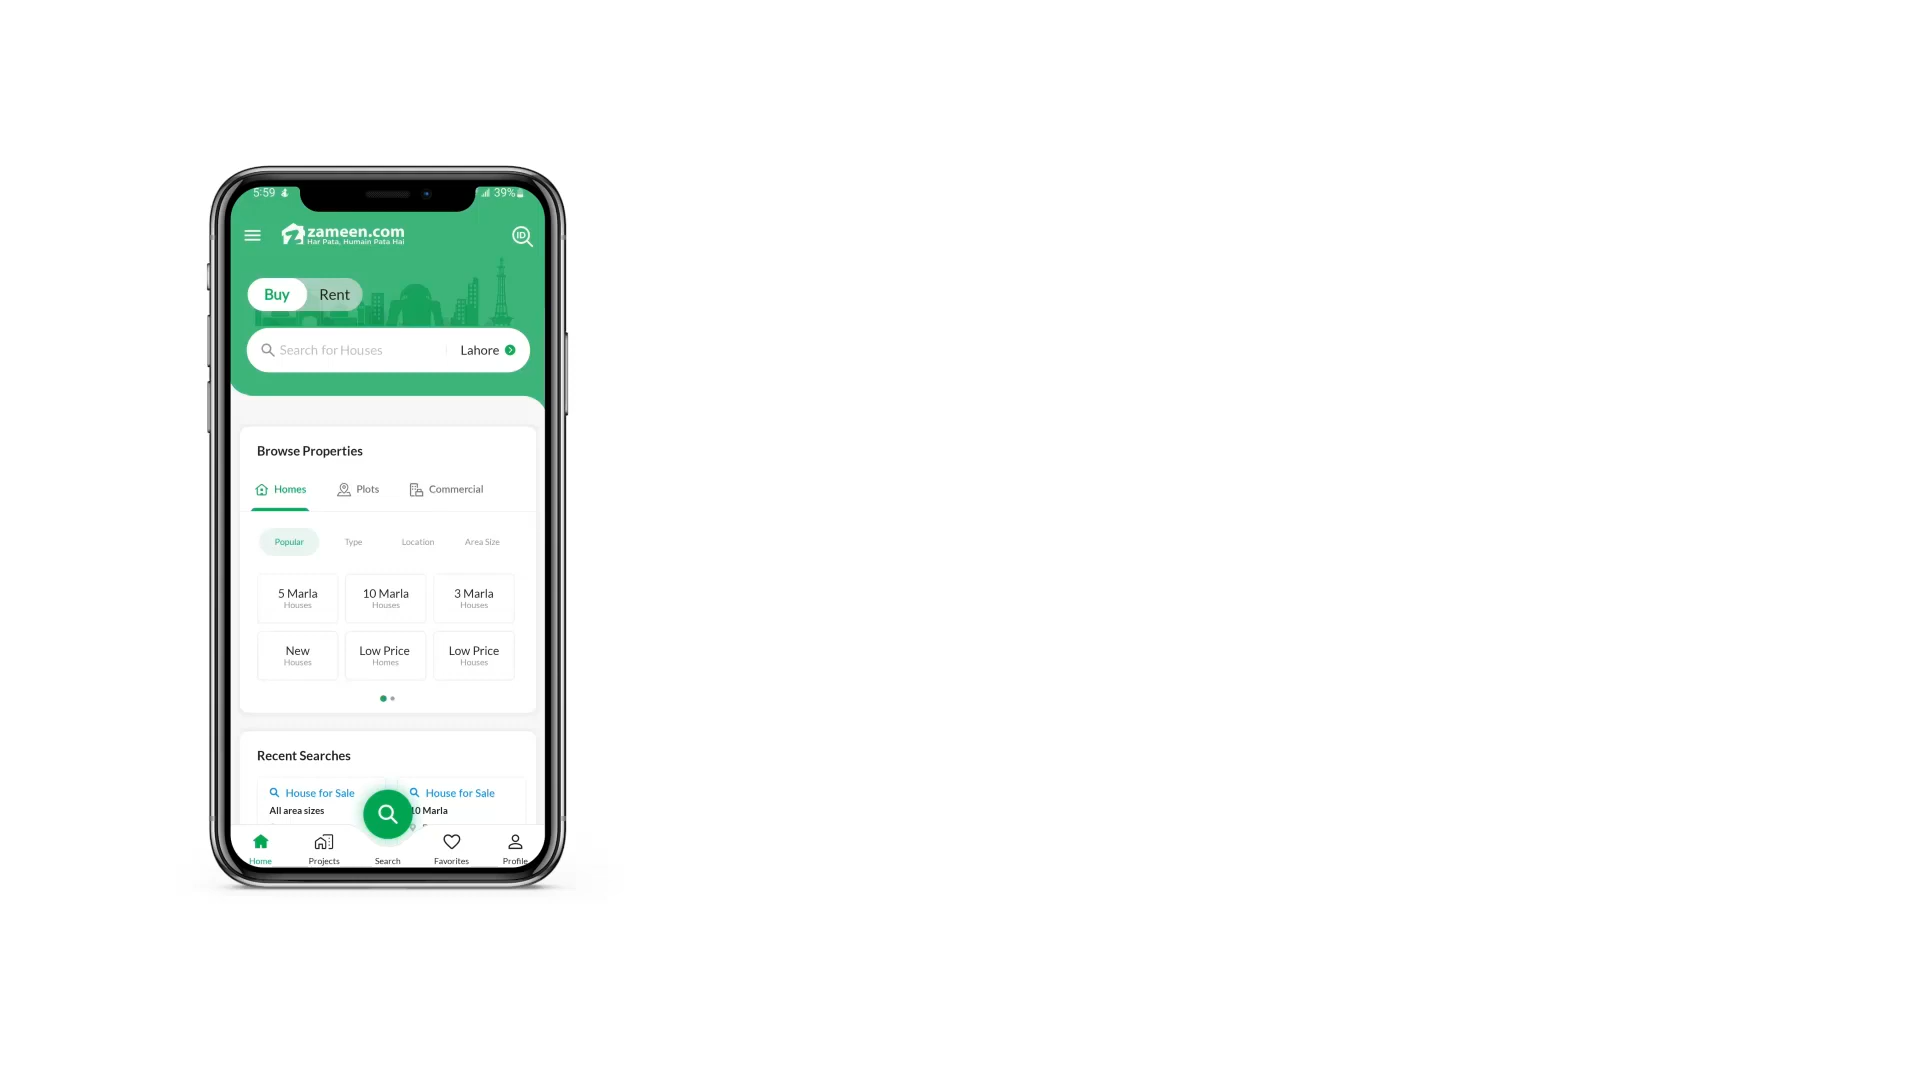 5:59
39%
zameen.com
Har Pata, Humain Pata Hai
ID
Buy Rent
Search for Houses Lahore
Browse Properties
Homes Plots Commercial
Popular Type Location Area Size
5 Marla 10 Marla 3 Marla
Houses Houses Houses
New Low Price Low Price
Houses Homes Houses
Recent Searches
House for Sale House for Sale
All area sizes 10 Marla
Home Projects Search Favorites Profile